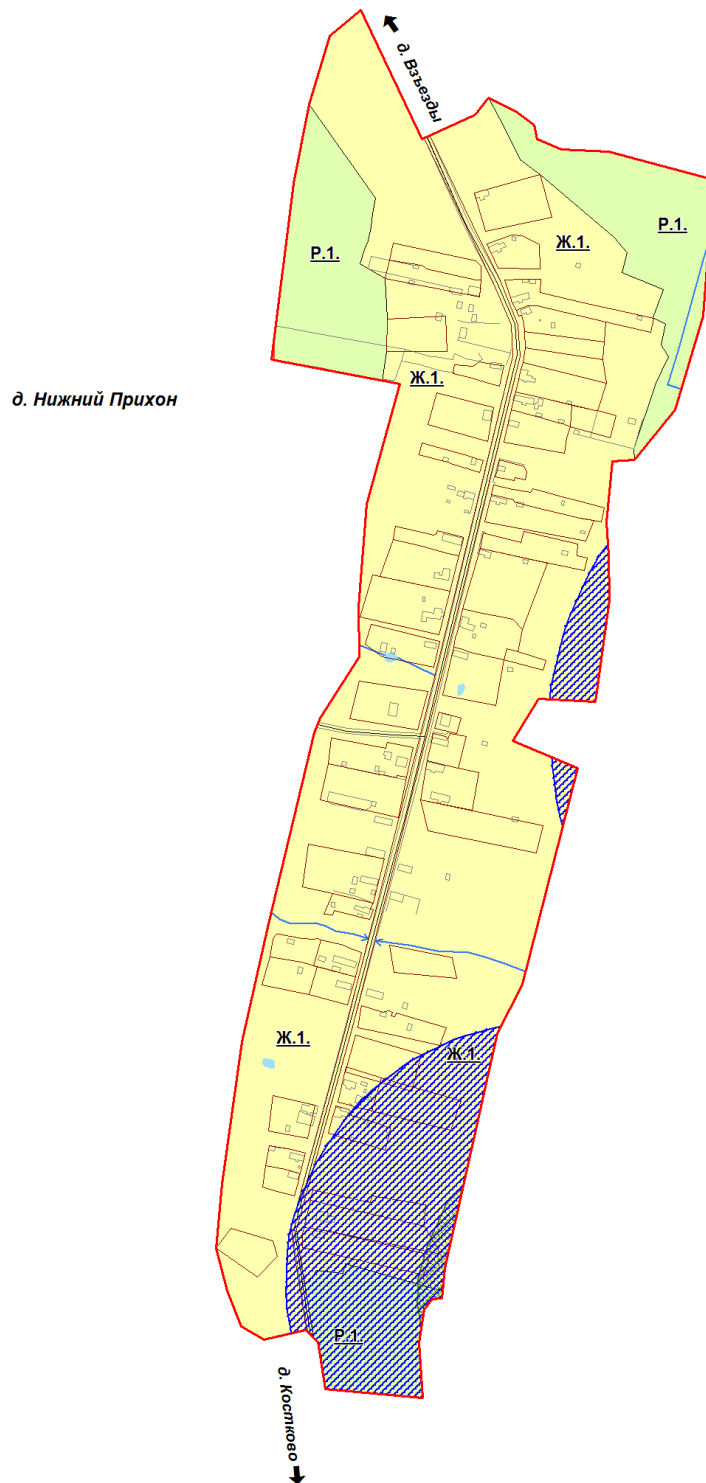 д. Взъезды
Р.1.
Ж.1.
Р.1.
Ж.1.
д. Нижний Прихон
Ж.1.
Ж.1.
Р.1.
д. Костково